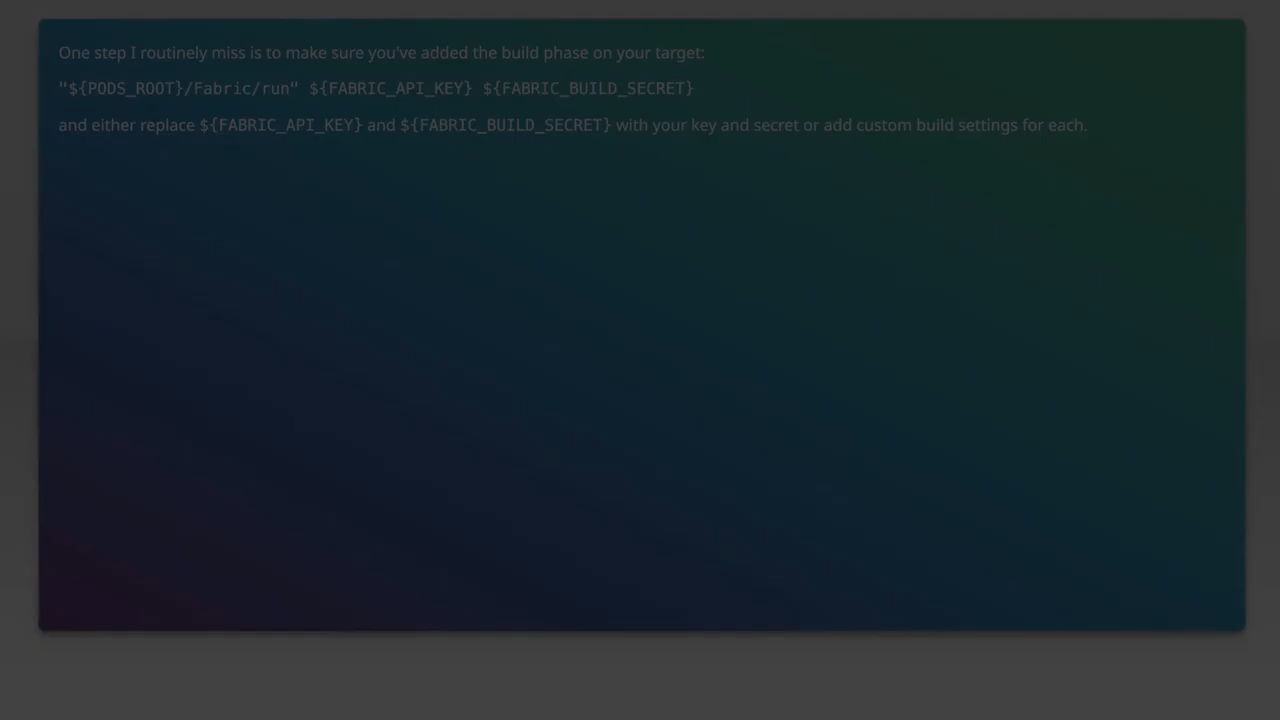 One step I routinely miss is to make sure you've added the build phase on your target:
"${PODS_ROOT}/Fabric/run" ${FABRIC_API_KEY} ${FABRIC_BUILD_SECRET}
and either replace ${FABRIC_API_KEY} and ${FABRIC_BUILD_SECRET} with your key and secret or add custom build settings for each.